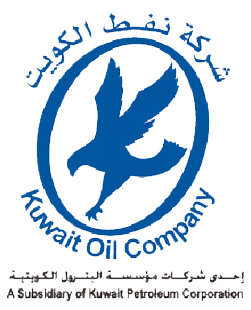 شركة نفط الكويت
Kuwait Oil Company
إحدى شركات مؤسسة البترول الكويتية
A Subsidiary of Kuwait Petroleum Corporation